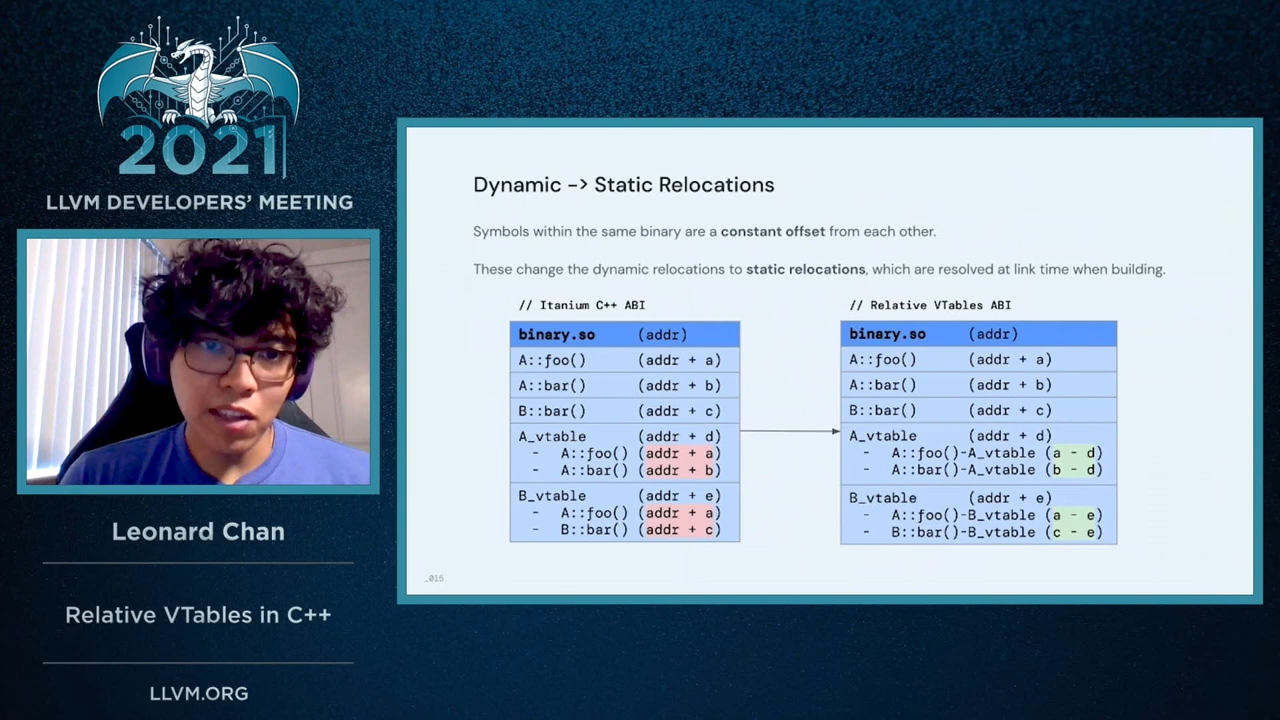 2021
LLVM DEVELOPERS' MEETING
Leonard Chan
Relative VTables in C++
LLVM.ORG
Dynamic -> Static Relocations
Symbols within the same binary are a constant offset from each other.
These change the dynamic relocations to static relocations, which are resolved at link time when building.
// Itanium C++ ABI
binary.so (addr)
A::foo() (addr + a)
A::bar() (addr + b)
B::bar() (addr + c)
A_vtable (addr + d)
- A::foo() (addr + a)
- A::bar() (addr + b)
B_vtable (addr + e)
- A::foo() (addr + a)
- B::bar() (addr + c)
// Relative VTables ABI
binary.so (addr)
A::foo() (addr + a)
A::bar() (addr + b)
B::bar() (addr + c)
A_vtable (addr + d)
- A::foo()-A_vtable (a - d)
- A::bar()-A_vtable (b - d)
B_vtable (addr + e)
- A::foo()-B_vtable (a - e)
- B::bar()-B_vtable (c - e)
_015